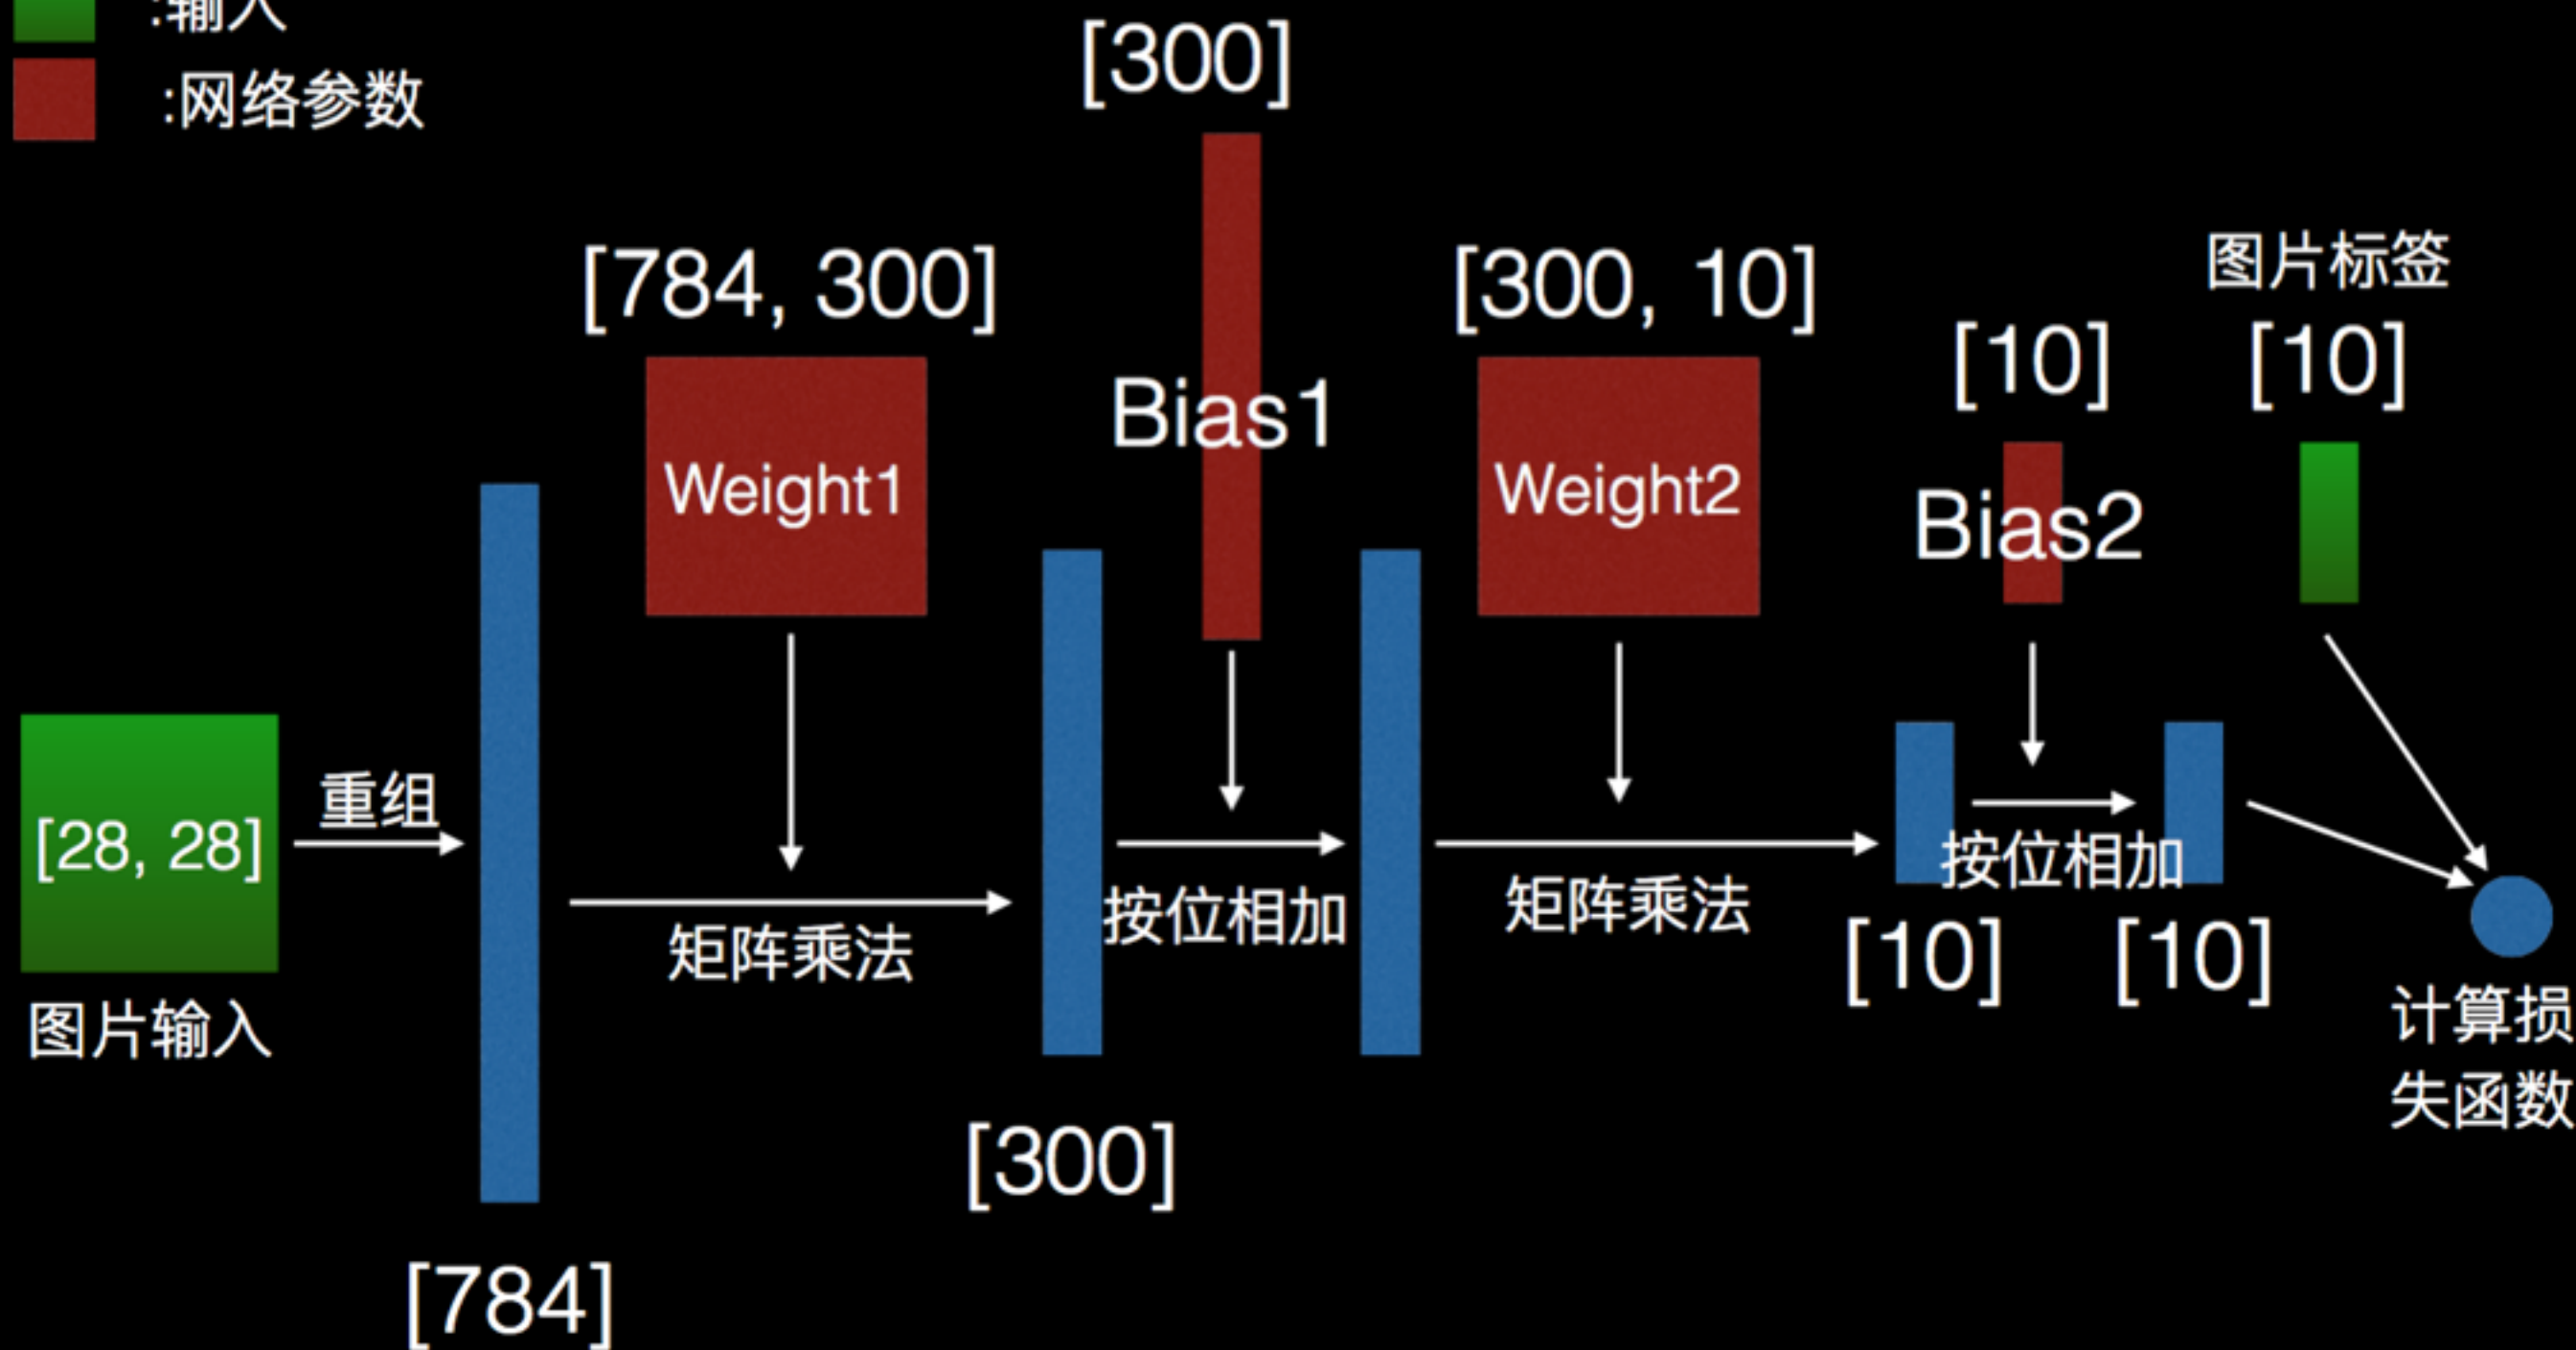 :输入
:网络参数
[300]
[784, 300]
[300, 10]
图片标签
[10]
[10]
Bias1
Weight1
Weight2
Bias2
重组
[28, 28]
按位相加
矩阵乘法
按位相加
矩阵乘法
[10]
[10]
图片输入
计算损
失函数
[300]
[784]